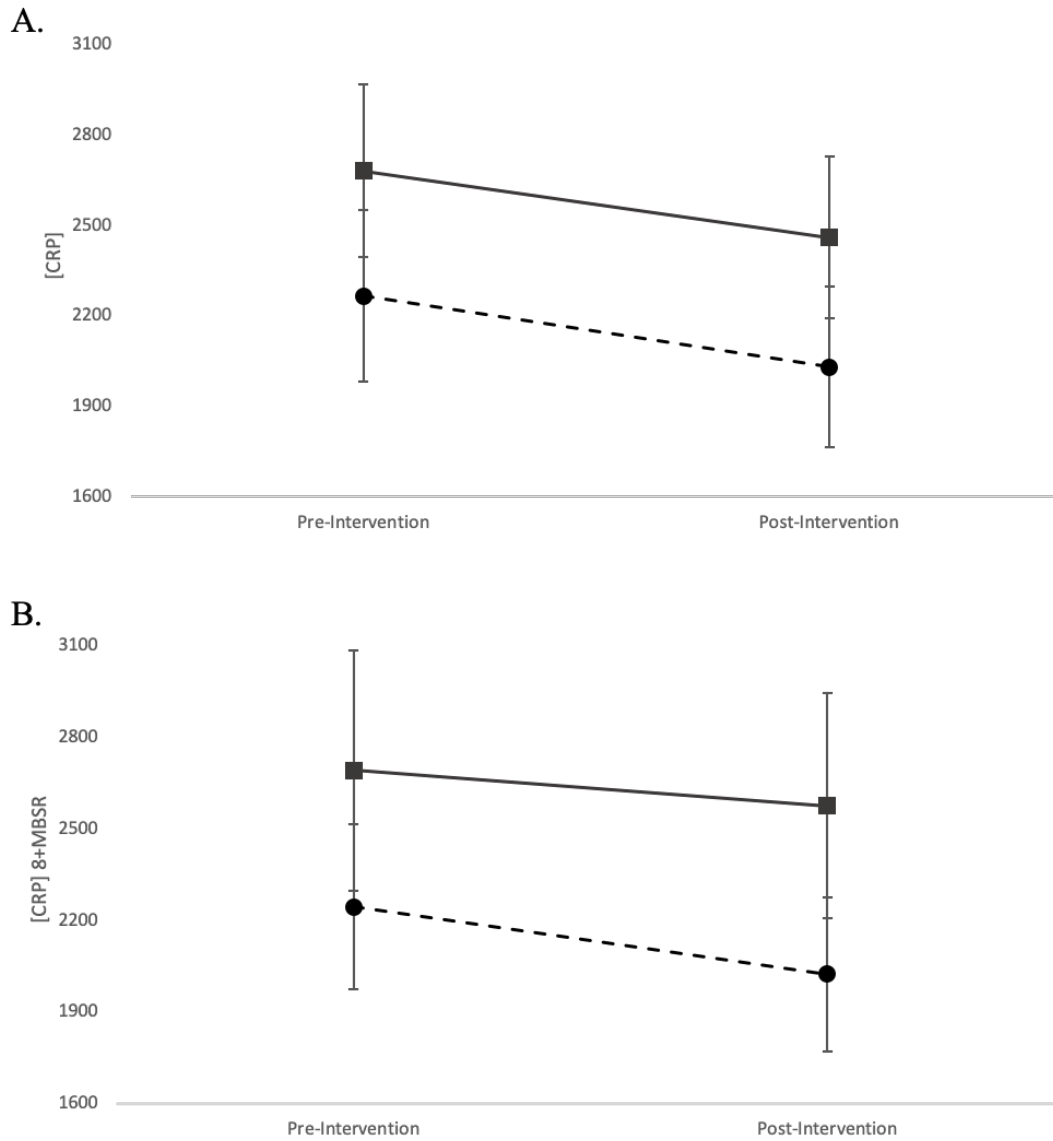 A.
3100
2800
2500
2200
1900
1600
[CRP]
Pre-Intervention
Post-Intervention
B.
3100
2800
2500
2200
1900
1600
[CRP] 8+MBSR
Pre-Intervention
Post-Intervention